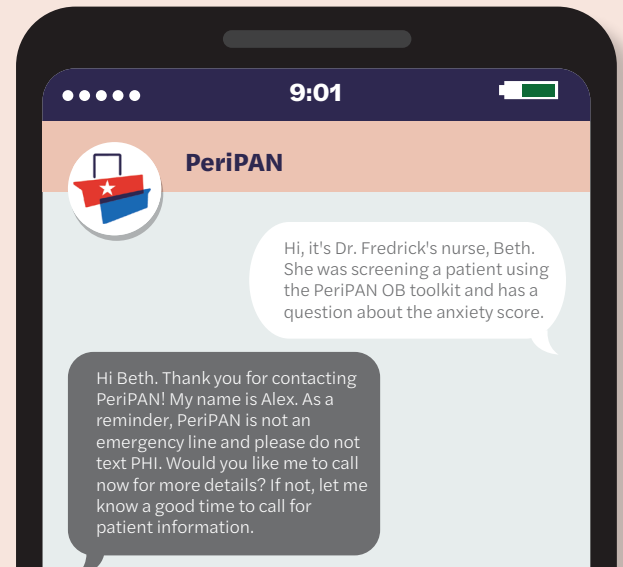 9:01
PeriPAN
Hi, it's Dr. Fredrick's nurse, Beth.
She was screening a patient using
the PeriPAN OB toolkit and has a
question about the anxiety score.
Hi Beth. Thank you for contacting
PeriPAN! My name is Alex. As a
reminder, PeriPAN is not an
emergency line and please do not
text PHI. Would you like me to call
now for more details? If not, let me
know a good time to call for
patient information.